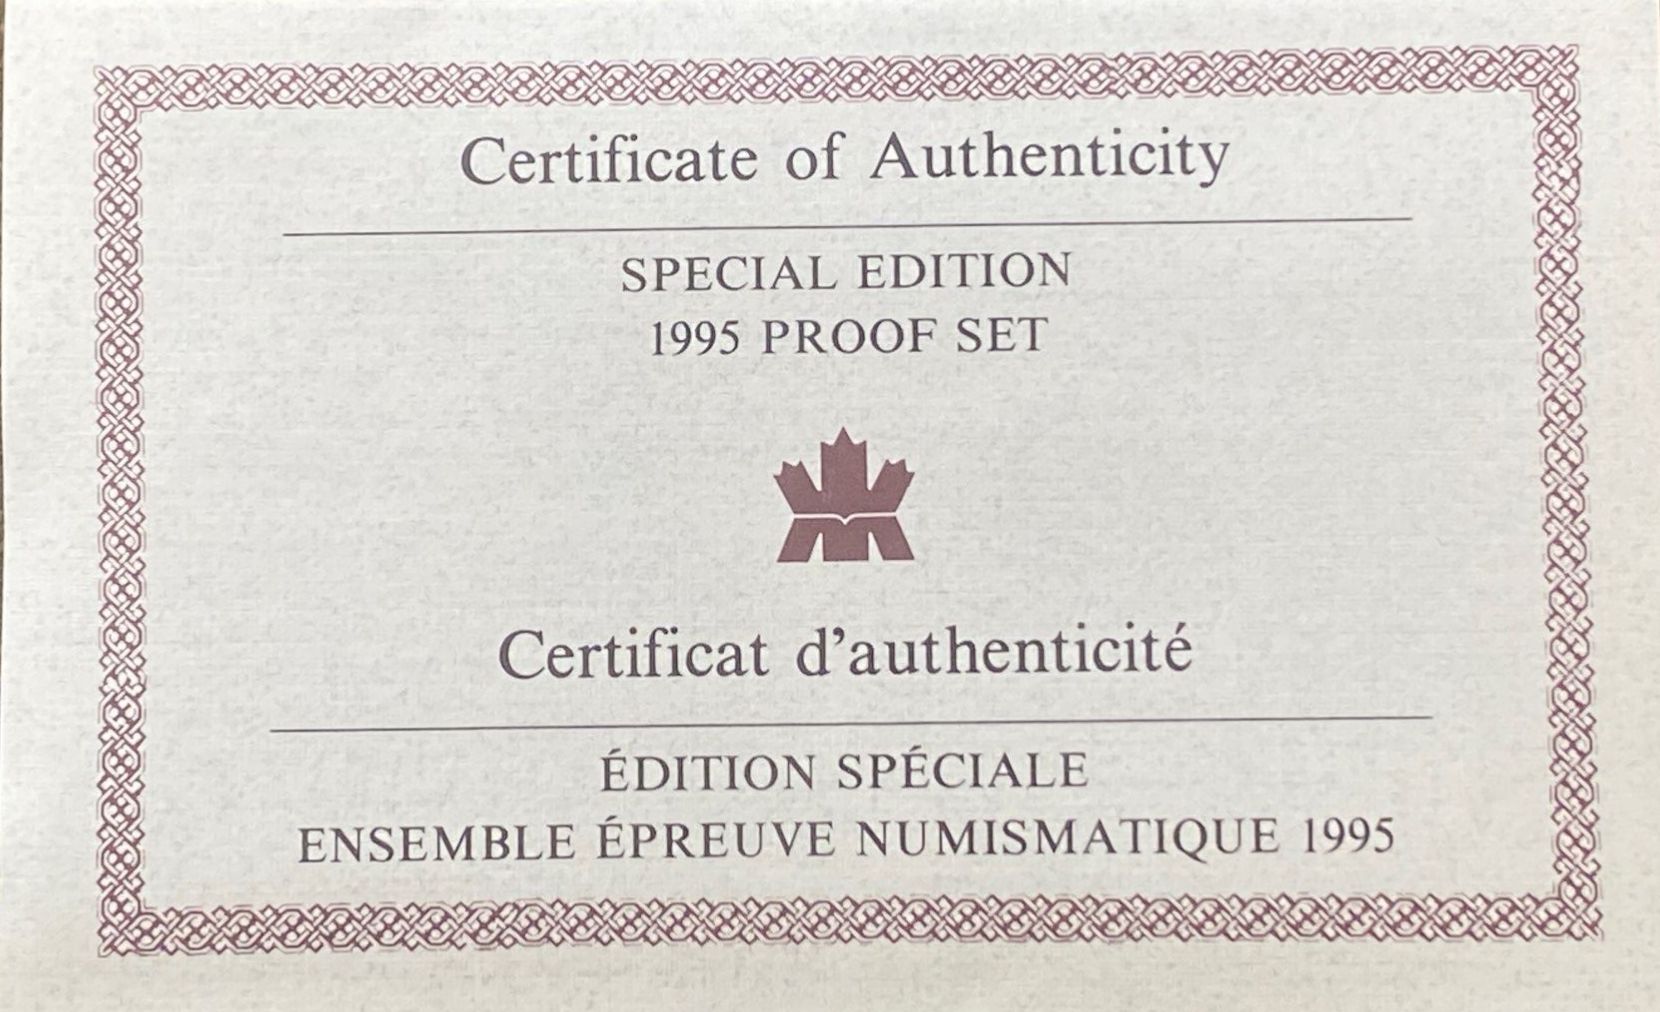 Certificate of Authenticity
SPECIAL EDITION
1995 PROOF SET
Certificat d'authenticité
ÉDITION SPÉCIALE
ENSEMBLE ÉPREUVE NUMISMATIQUE 1995